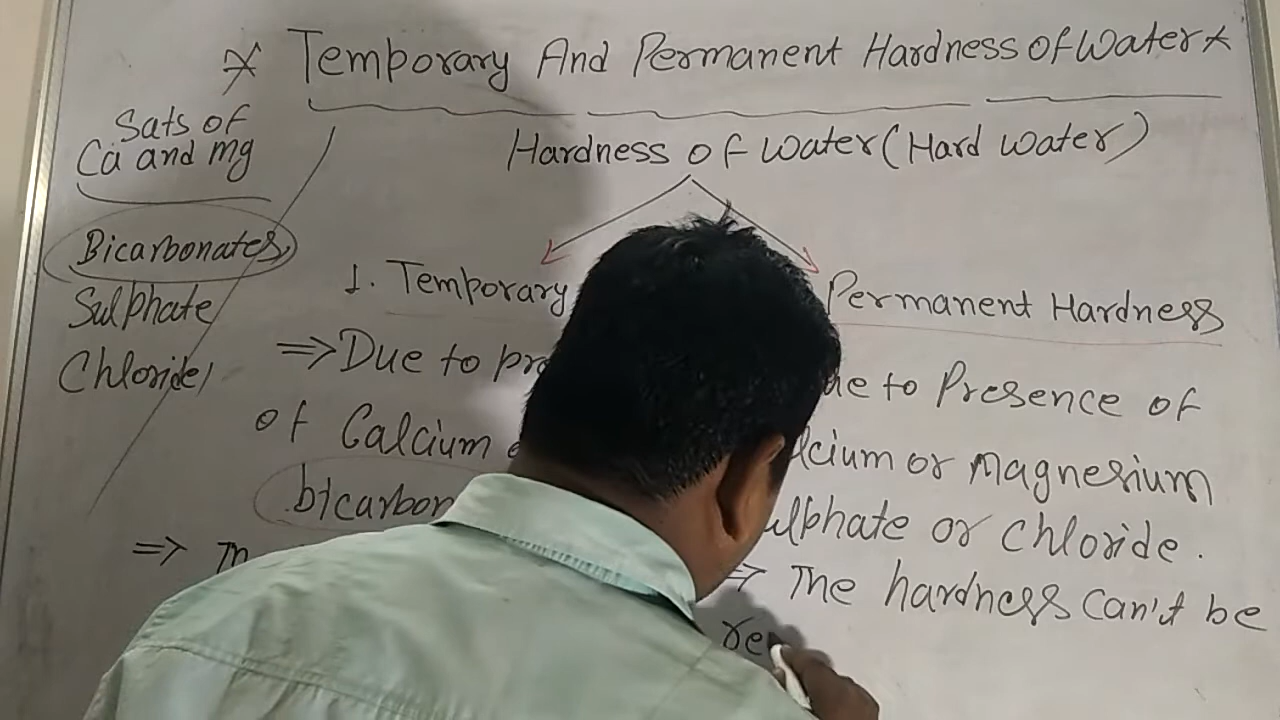 * Temporary And Permanent Hardness Of Water *
Sats of
Ca and mg
Bicarbonates,
Sulphate
Chloride,
Hardness of Water (Hard water)
1. Temporary
⇒ Due to
of Calcium
⇒
Permanent Hardness
to Presence of
or Magnesium
or chloride.
⇒ The hardness can't be